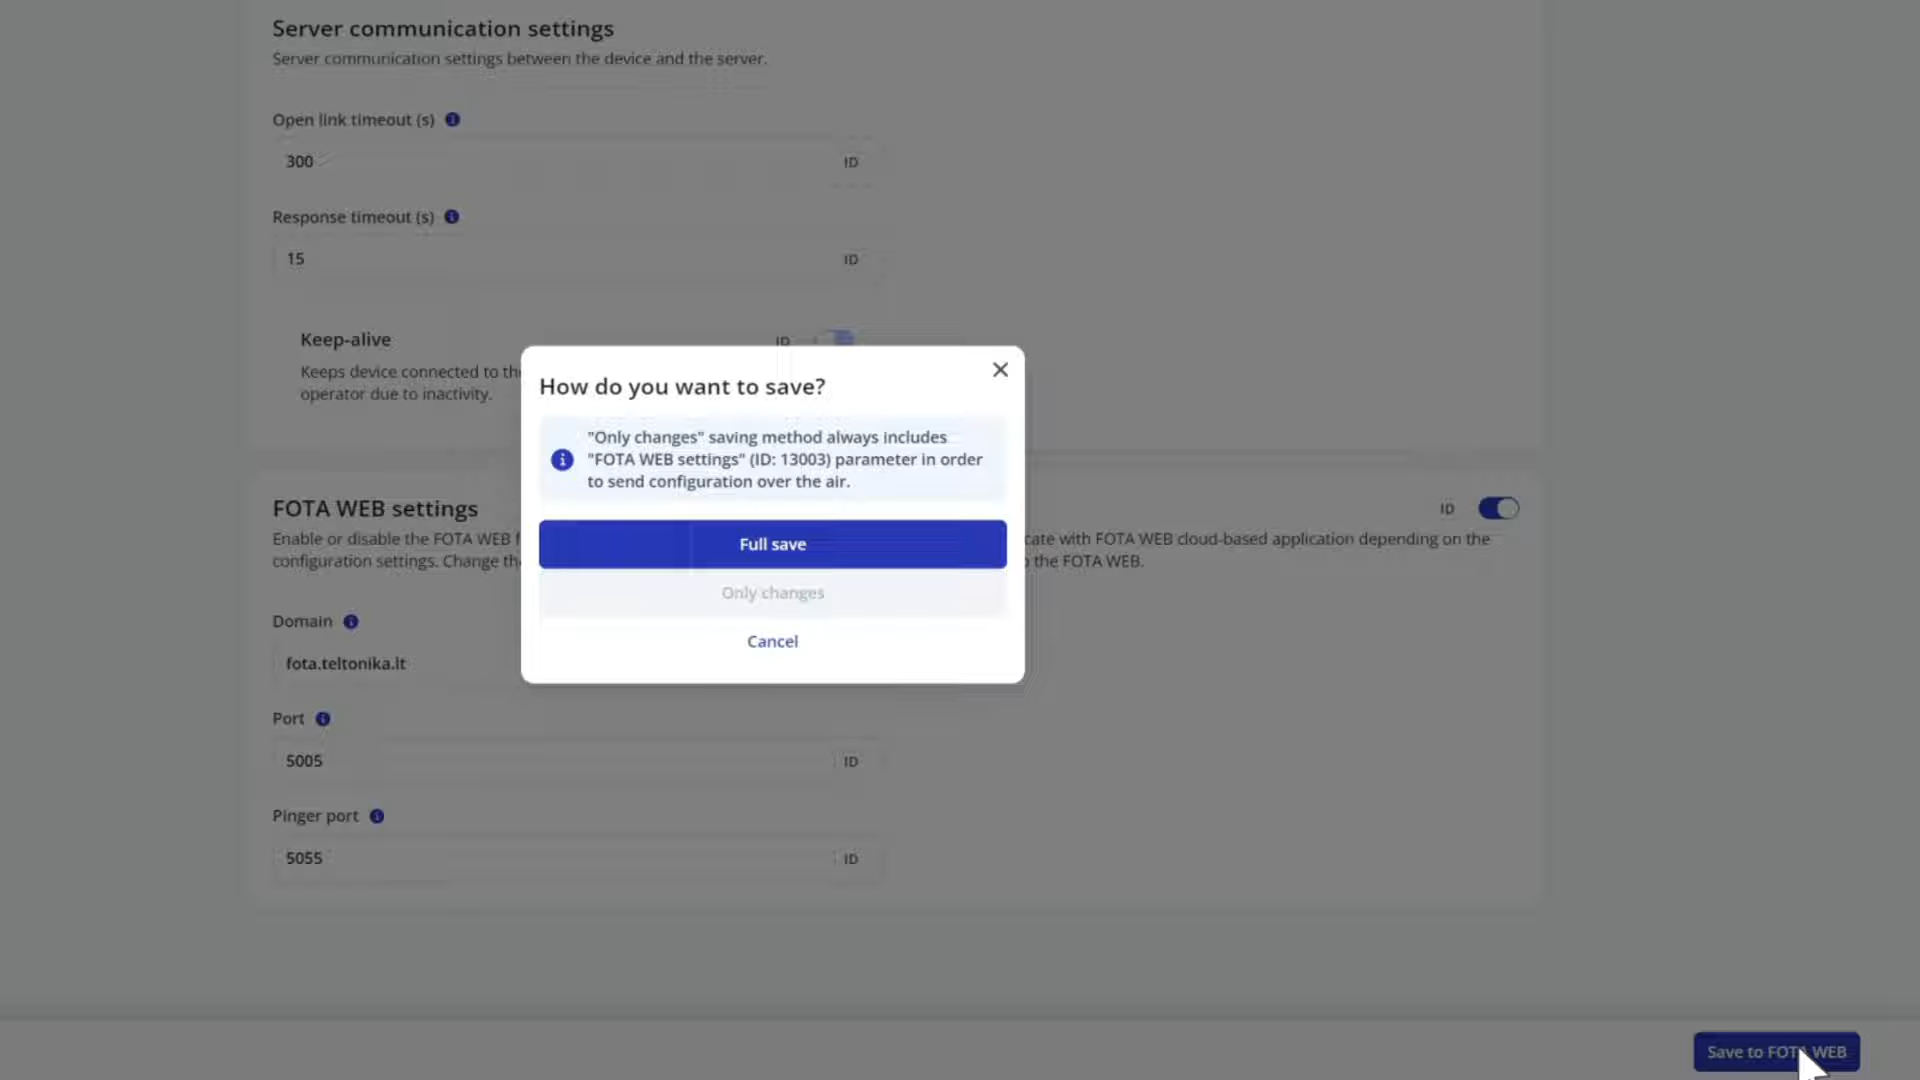 Server communication settings
Server communication settings between the device and the server.
Open link timeout (s)
300
ID
Response timeout (s)
15
ID
Keep-alive
ID
Keeps device connected to the
operator due to inactivity.
How do you want to save?
"Only changes" saving method always includes
"FOTA WEB settings" (ID: 13003) parameter in order
to send configuration over the air.
Full save
Only changes
Cancel
FOTA WEB settings
ID
Enable or disable the FOTA WEB f
cate with FOTA WEB cloud-based application depending on the
configuration settings. Change the
the FOTA WEB.
Domain
fota.teltonika.lt
Port
5005
ID
Pinger port
5055
ID
Save to FOTA WEB